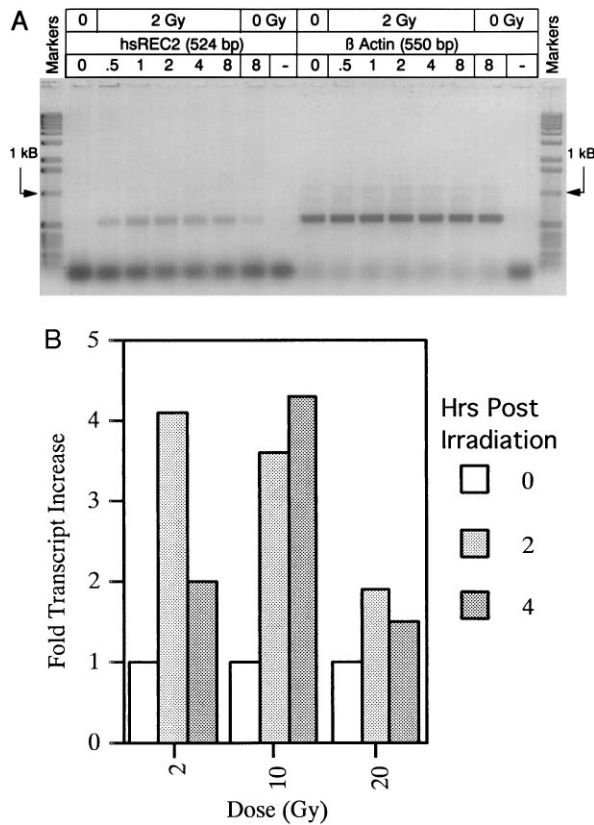 A
Markers
0 2 Gy 0 Gy 0 2 Gy 0 Gy
hsREC2 (524 bp) ß Actin (550 bp)
0 .5 1 2 4 8 8 - 0 .5 1 2 4 8 8 -
Markers
1 kB
1 kB
B
5
4
3
2
1
0
Fold Transcript Increase
2
10
20
Dose (Gy)
Hrs Post
Irradiation
0
2
4